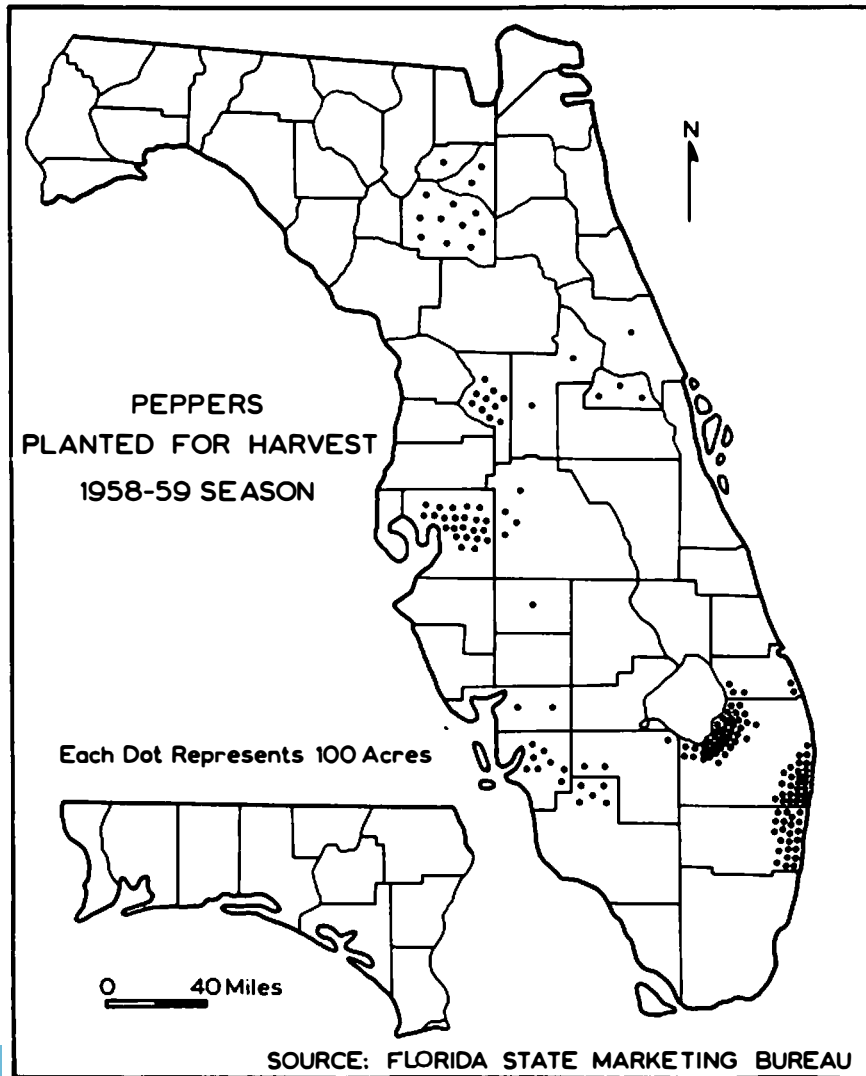 N
PEPPERS
PLANTED FOR HARVEST
1958-59 SEASON
Each Dot Represents 100 Acres
0 40 Miles
SOURCE: FLORIDA STATE MARKETING BUREAU